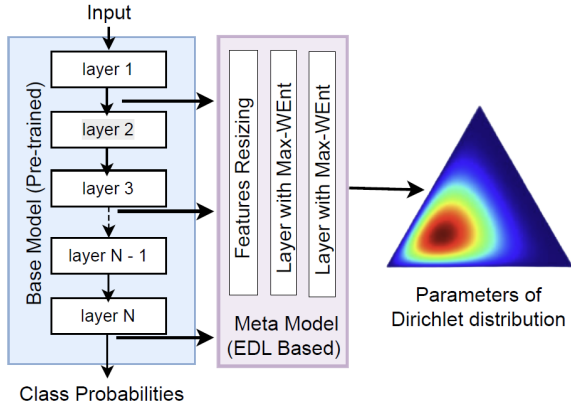 Input
Base Model (Pre-trained)
layer 1
layer 2
layer 3
layer N - 1
layer N
Class Probabilities
Features Resizing
Layer with Max-WEnt
Layer with Max-WEnt
Meta Model
(EDL Based)
Parameters of
Dirichlet distribution